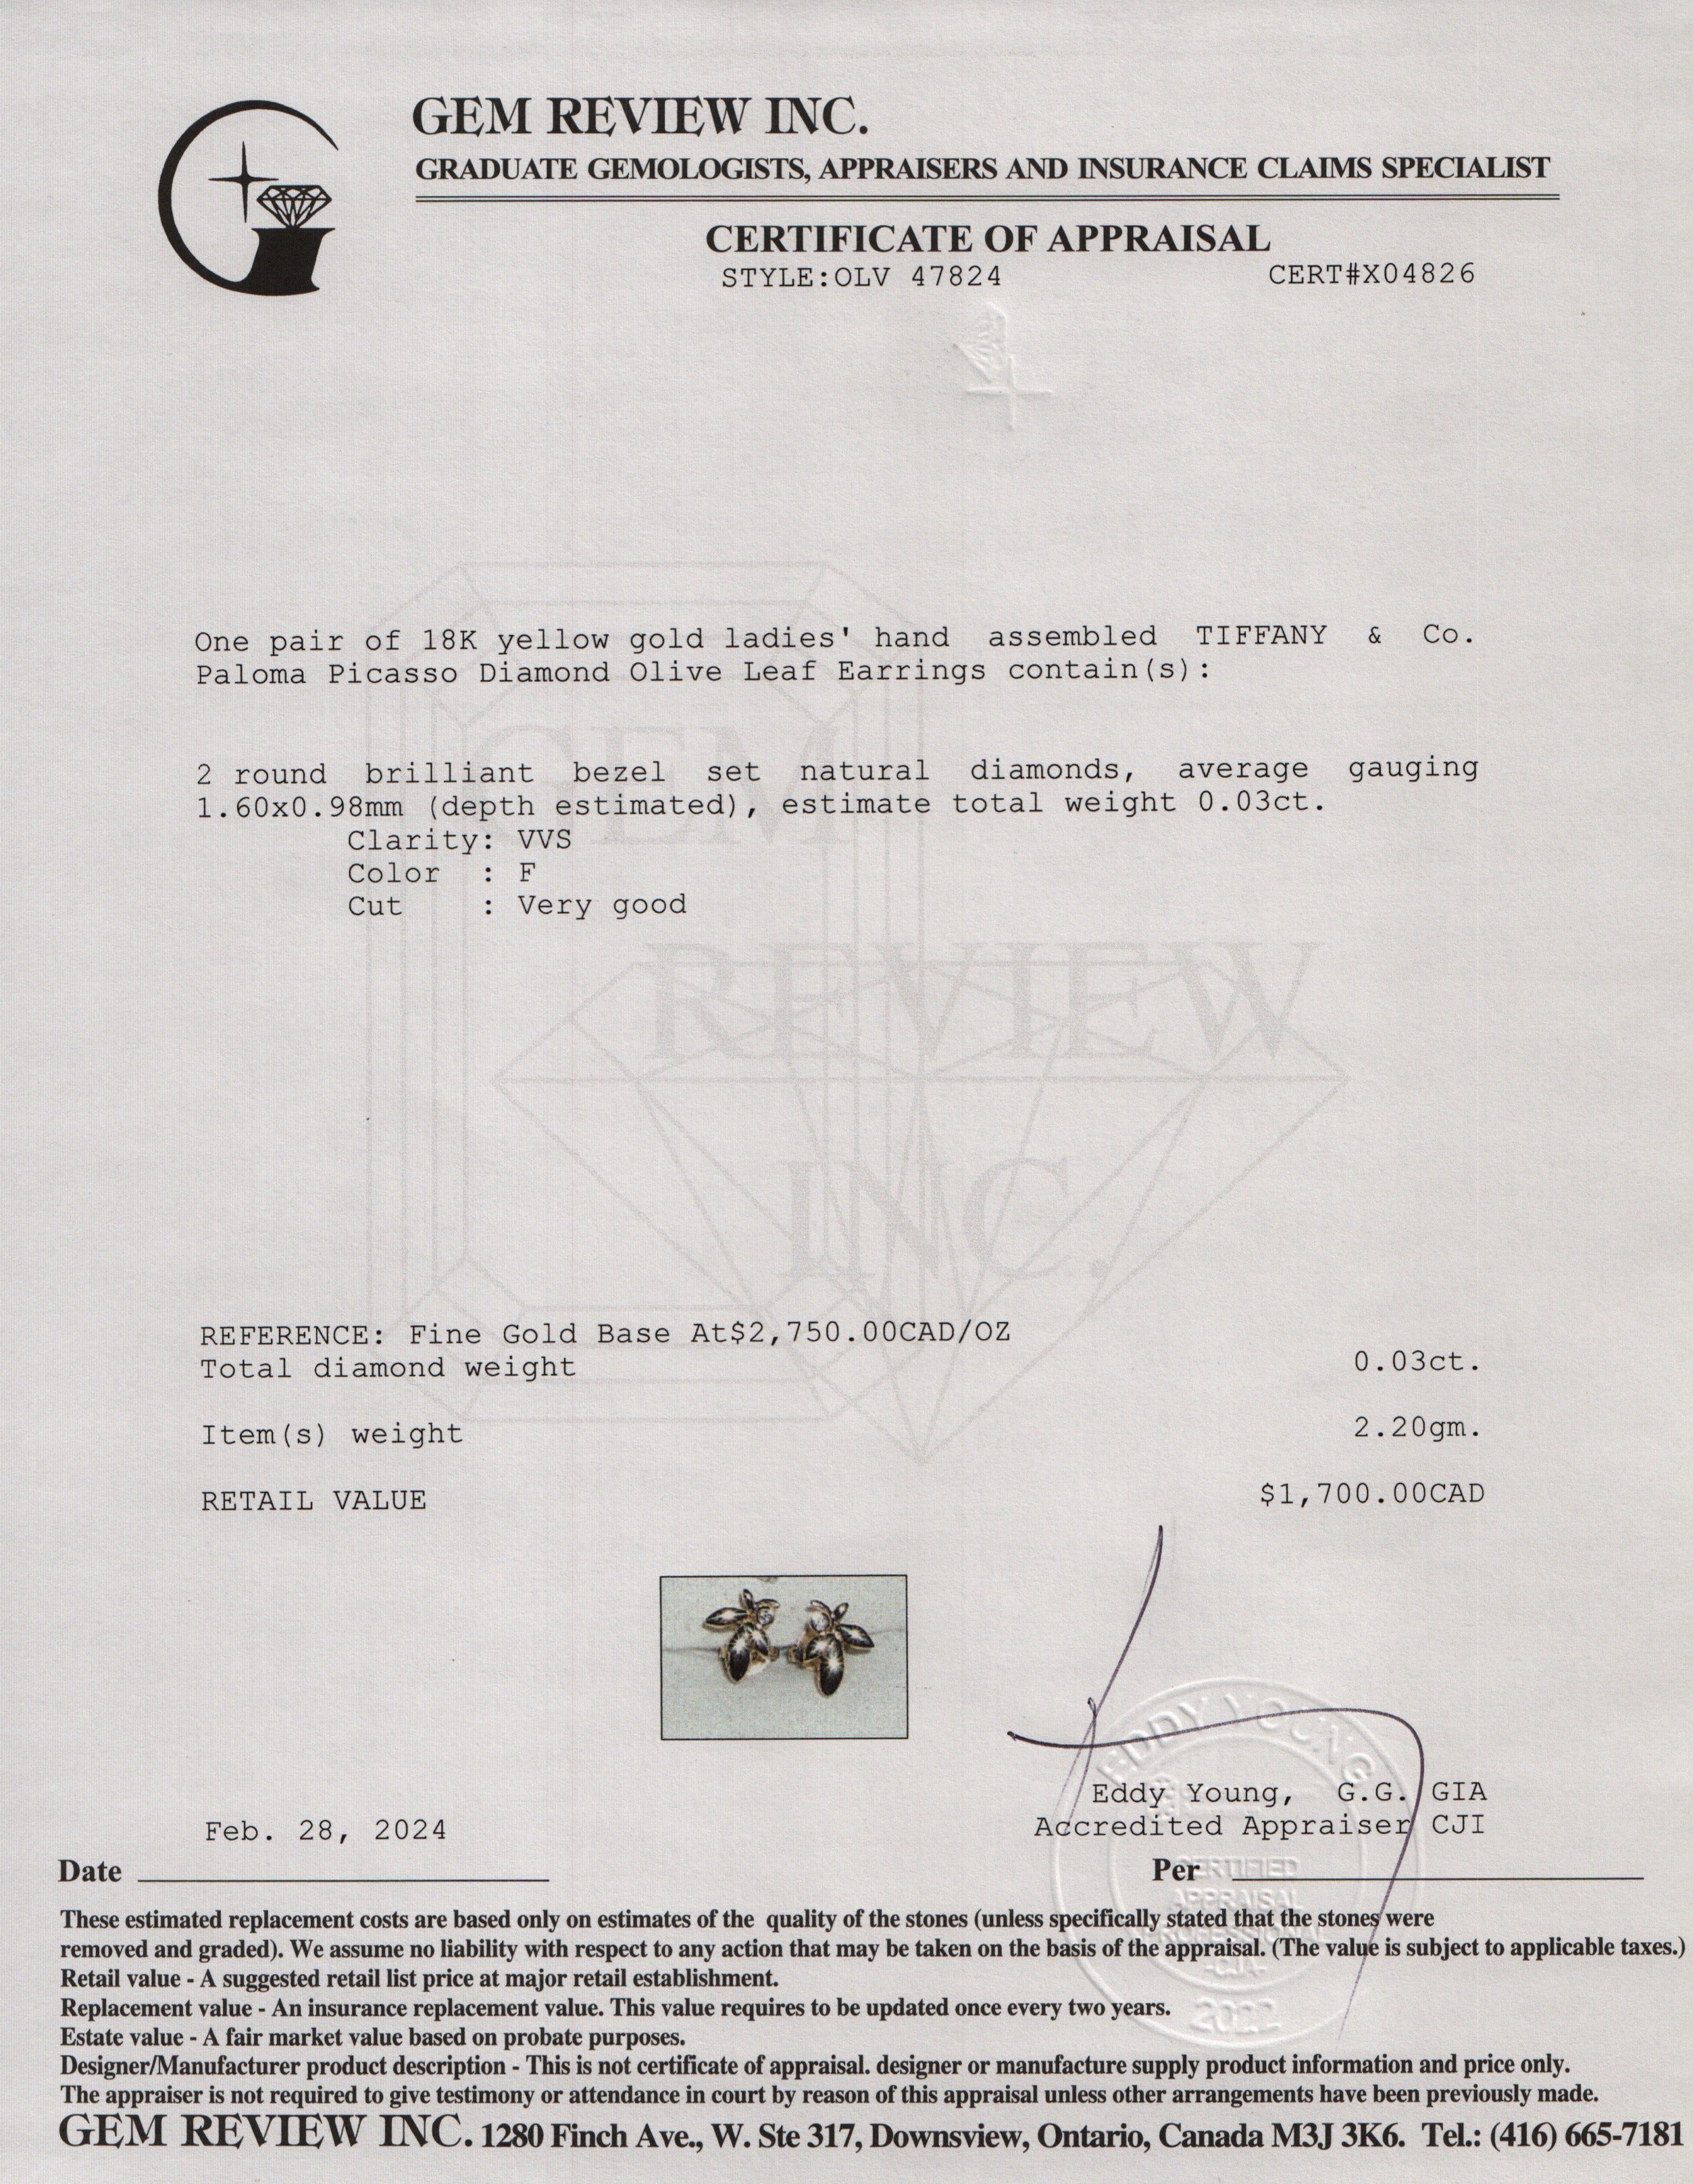 GEM REVIEW INC.
GRADUATE GEMOLOGISTS, APPRAISERS AND INSURANCE CLAIMS SPECIALIST
CERTIFICATE OF APPRAISAL
STYLE:OLV 47824 CERT#X04826
One pair of 18K yellow gold ladies' hand assembled TIFFANY & Co.
Paloma Picasso Diamond Olive Leaf Earrings contain(s):
2 round brilliant bezel set natural diamonds, average gauging
1.60x0.98mm (depth estimated), estimate total weight 0.03ct.
Clarity: VVS
Color : F
Cut : Very good
GEM
REVIEW
INC.
REFERENCE: Fine Gold Base At$2,750.00CAD/OZ
Total diamond weight 0.03ct.
Item(s) weight 2.20gm.
RETAIL VALUE $1,700.00CAD
EDDY YOUNG
Eddy Young, G.G. GIA
Feb. 28, 2024 Accredited Appraiser CJI
Date Per
CERTIFIED
APPRAISAL
PROFESSIONAL
-CJA-
2022
These estimated replacement costs are based only on estimates of the quality of the stones (unless specifically stated that the stones were
removed and graded). We assume no liability with respect to any action that may be taken on the basis of the appraisal. (The value is subject to applicable taxes.)
Retail value - A suggested retail list price at major retail establishment.
Replacement value - An insurance replacement value. This value requires to be updated once every two years.
Estate value - A fair market value based on probate purposes.
Designer/Manufacturer product description - This is not certificate of appraisal. designer or manufacture supply product information and price only.
The appraiser is not required to give testimony or attendance in court by reason of this appraisal unless other arrangements have been previously made.
GEM REVIEW INC. 1280 Finch Ave., W. Ste 317, Downsview, Ontario, Canada M3J 3K6. Tel.: (416) 665-7181